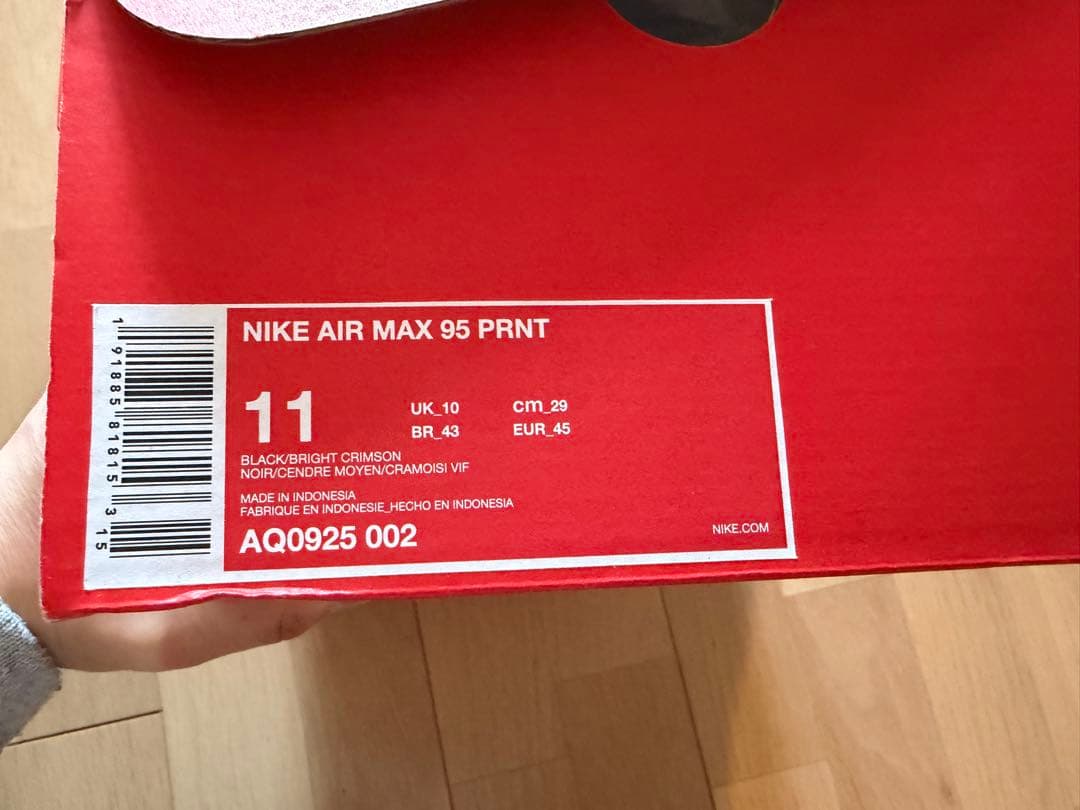 1 91885 81815 3 15
NIKE AIR MAX 95 PRNT
11
UK_10 cm_29
BR_43 EUR_45
BLACK/BRIGHT CRIMSON
NOIR/CENDRE MOYEN/CRAMOISI VIF
MADE IN INDONESIA
FABRIQUE EN INDONESIE_HECHO EN INDONESIA
AQ0925 002
NIKE.COM